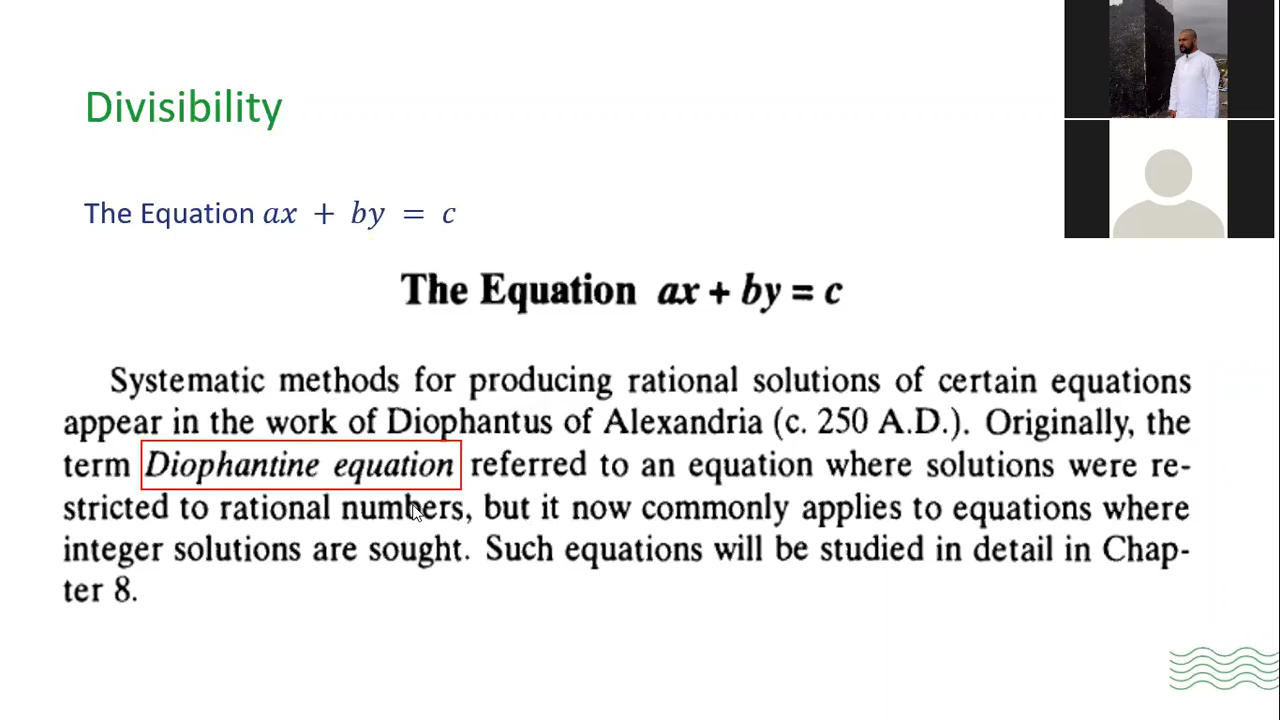 Divisibility
The Equation 𝑎𝑥 + 𝑏𝑦 = 𝑐
The Equation ax + by = c
Systematic methods for producing rational solutions of certain equations
appear in the work of Diophantus of Alexandria (c. 250 A.D.). Originally, the
term Diophantine equation referred to an equation where solutions were re-
stricted to rational numbers, but it now commonly applies to equations where
integer solutions are sought. Such equations will be studied in detail in Chap-
ter 8.